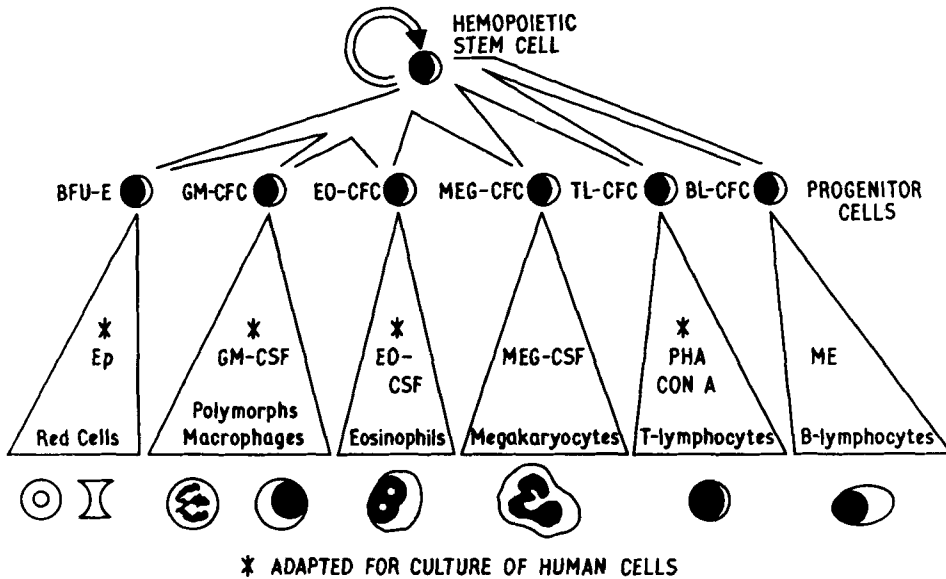 HEMOPOIETIC
STEM CELL
BFU-E GM-CFC EO-CFC MEG-CFC TL-CFC BL-CFC PROGENITOR
CELLS
* * * *
Ep GM-CSF EO- MEG-CSF PHA ME
CSF CON A
Polymorphs
Red Cells Macrophages Eosinophils Megakaryocytes T-lymphocytes B-lymphocytes
* ADAPTED FOR CULTURE OF HUMAN CELLS